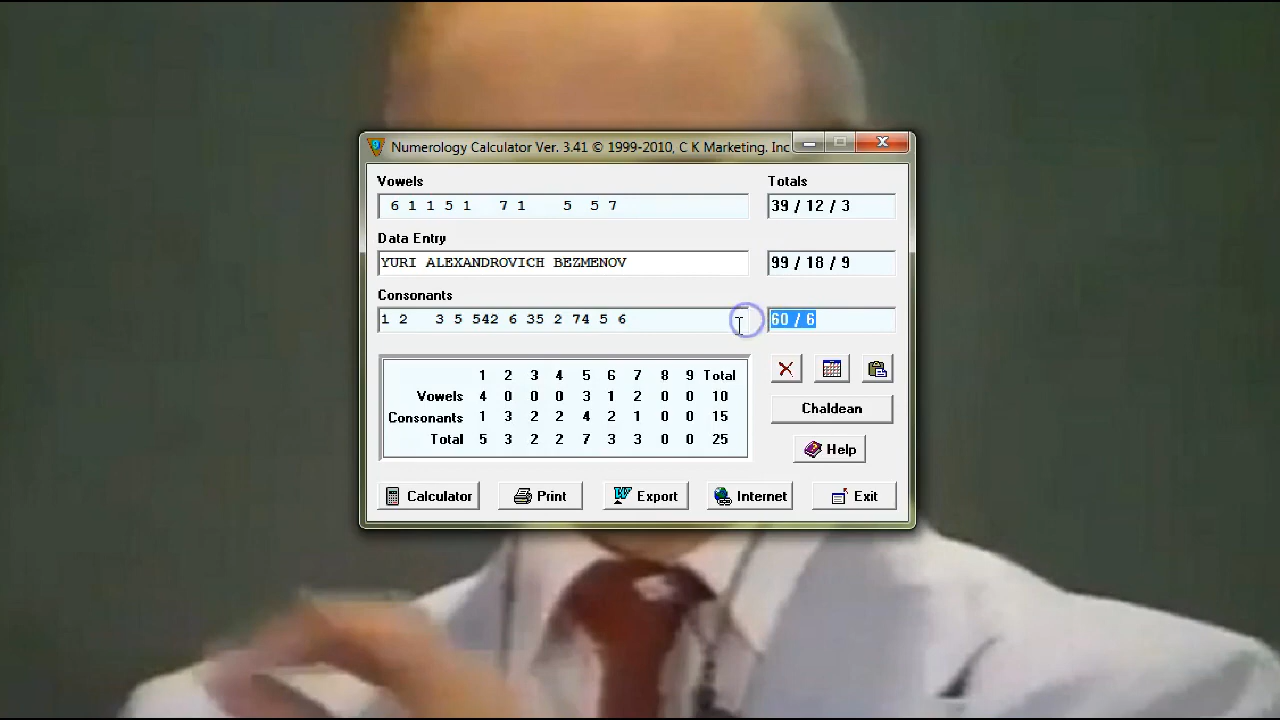 Numerology Calculator Ver. 3.41 © 1999-2010, C K Marketing. Inc
Vowels Totals
6 1 1 5 1 7 1 5 5 7 39 / 12 / 3
Data Entry
YURI ALEXANDROVICH BEZMENOV 99 / 18 / 9
Consonants
1 2 3 5 542 6 35 2 74 5 6 60 / 6
1 2 3 4 5 6 7 8 9 Total
Vowels 4 0 0 0 3 1 2 0 0 10
Consonants 1 3 2 2 4 2 1 0 0 15
Total 5 3 2 2 7 3 3 0 0 25
Chaldean
Help
Calculator Print Export Internet Exit